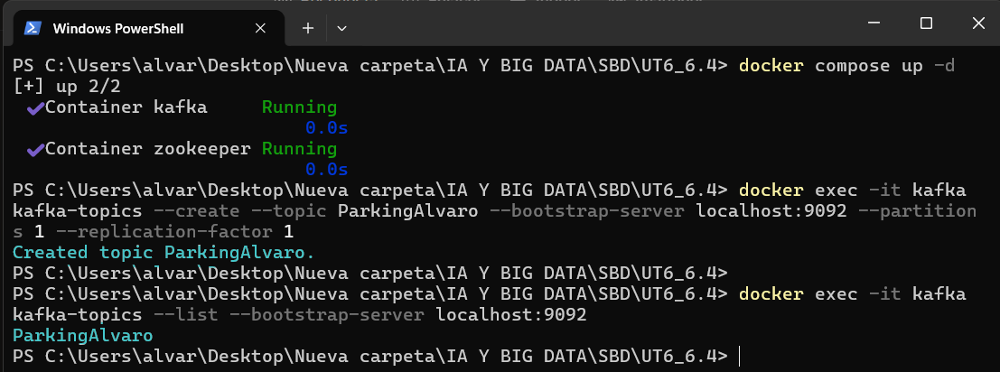 Windows PowerShell
PS C:\Users\alvar\Desktop\Nueva carpeta\IA Y BIG DATA\SBD\UT6_6.4> docker compose up -d
[+] up 2/2
✔Container kafka     Running
0.0s
✔Container zookeeper Running
0.0s
PS C:\Users\alvar\Desktop\Nueva carpeta\IA Y BIG DATA\SBD\UT6_6.4> docker exec -it kafka
kafka-topics --create --topic ParkingAlvaro --bootstrap-server localhost:9092 --partition
s 1 --replication-factor 1
Created topic ParkingAlvaro.
PS C:\Users\alvar\Desktop\Nueva carpeta\IA Y BIG DATA\SBD\UT6_6.4>
PS C:\Users\alvar\Desktop\Nueva carpeta\IA Y BIG DATA\SBD\UT6_6.4> docker exec -it kafka
kafka-topics --list --bootstrap-server localhost:9092
ParkingAlvaro
PS C:\Users\alvar\Desktop\Nueva carpeta\IA Y BIG DATA\SBD\UT6_6.4>